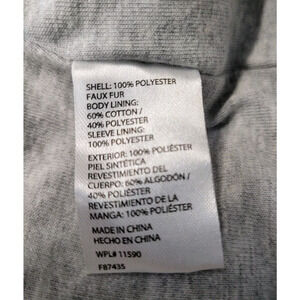 SHELL: 100% POLYESTER
FAUX FUR
BODY LINING:
60% COTTON /
40% POLYESTER
SLEEVE LINING:
100% POLYESTER
EXTERIOR: 100% POLIÉSTER
PIEL SINTÉTICA
REVESTIMIENTO DEL
CUERPO: 60% ALGODÓN /
40% POLIÉSTER
REVESTIMIENTO DE LA
MANGA: 100% POLIÉSTER
MADE IN CHINA
HECHO EN CHINA
WPL# 11590
F87435